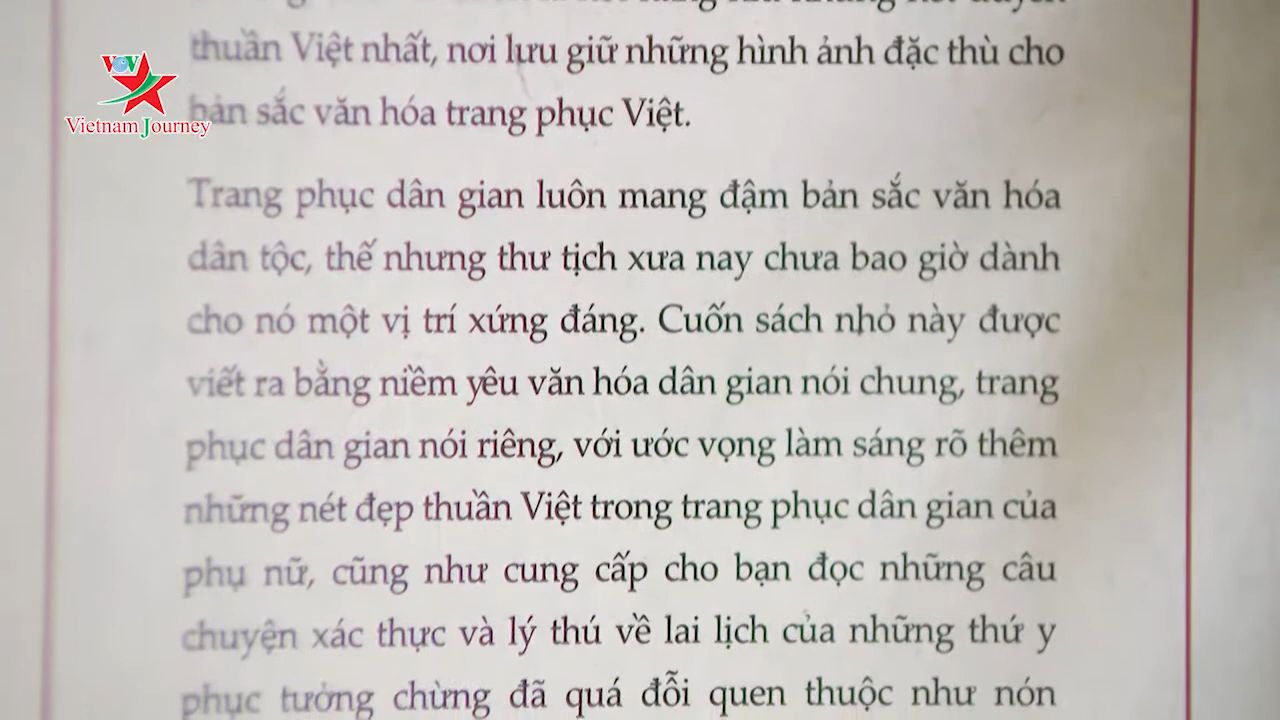 thuần Việt nhất, nơi lưu giữ những hình ảnh đặc thù cho
bản sắc văn hóa trang phục Việt.
VOV
Vietnam Journey
Trang phục dân gian luôn mang đậm bản sắc văn hóa
dân tộc, thế nhưng thư tịch xưa nay chưa bao giờ dành
cho nó một vị trí xứng đáng. Cuốn sách nhỏ này được
viết ra bằng niềm yêu văn hóa dân gian nói chung, trang
phục dân gian nói riêng, với ước vọng làm sáng rõ thêm
những nét đẹp thuần Việt trong trang phục dân gian của
phụ nữ, cũng như cung cấp cho bạn đọc những câu
chuyện xác thực và lý thú về lai lịch của những thứ y
phục tưởng chừng đã quá đỗi quen thuộc như nón